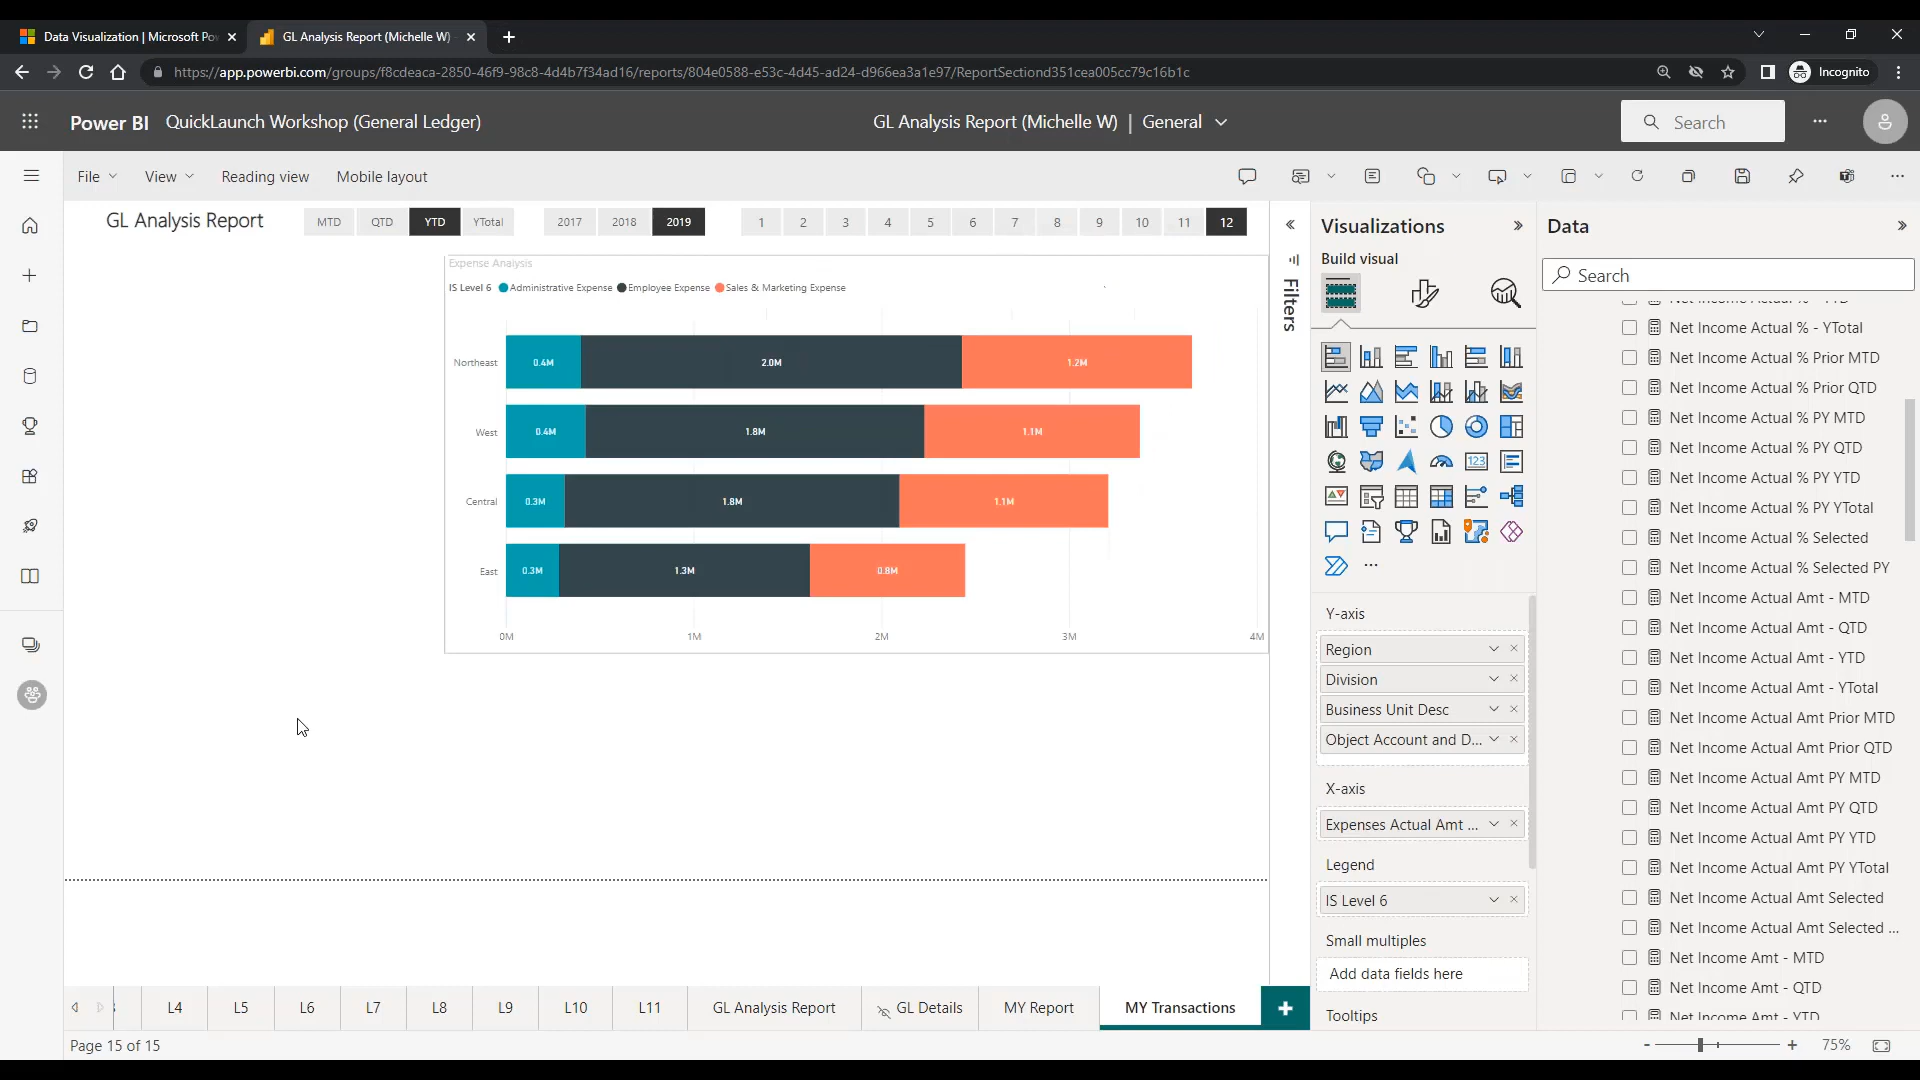 Data Visualization | Microsoft Po
GL Analysis Report (Michelle W)
https://app.powerbi.com/groups/f8cdeaca-2850-46f9-98c8-4d4b7f34ad16/reports/804e0588-e53c-4d45-ad24-d966ea3a1e97/ReportSectiond351cea005cc79c16b1c
Incognito
Power BI QuickLaunch Workshop (General Ledger)
GL Analysis Report (Michelle W) | General
Search
File View Reading view Mobile layout
GL Analysis Report
MTD QTD YTD YTotal
2017 2018 2019
1 2 3 4 5 6 7 8 9 10 11 12
Expense Analysis
IS Level 6 Administrative Expense Employee Expense Sales & Marketing Expense
Northeast 0.4M 2.0M 1.2M
West 0.4M 1.8M 1.1M
Central 0.3M 1.8M 1.1M
East 0.3M 1.3M 0.8M
0M 1M 2M 3M 4M
Filters
Visualizations
Build visual
123
Y-axis
Region
Division
Business Unit Desc
Object Account and D...
X-axis
Expenses Actual Amt ...
Legend
IS Level 6
Small multiples
Add data fields here
Tooltips
Data
Search
Net Income Actual % - YTotal
Net Income Actual % Prior MTD
Net Income Actual % Prior QTD
Net Income Actual % PY MTD
Net Income Actual % PY QTD
Net Income Actual % PY YTD
Net Income Actual % PY YTotal
Net Income Actual % Selected
Net Income Actual % Selected PY
Net Income Actual Amt - MTD
Net Income Actual Amt - QTD
Net Income Actual Amt - YTD
Net Income Actual Amt - YTotal
Net Income Actual Amt Prior MTD
Net Income Actual Amt Prior QTD
Net Income Actual Amt PY MTD
Net Income Actual Amt PY QTD
Net Income Actual Amt PY YTD
Net Income Actual Amt PY YTotal
Net Income Actual Amt Selected
Net Income Actual Amt Selected ...
Net Income Amt - MTD
Net Income Amt - QTD
Net Income Amt - YTD
L4 L5 L6 L7 L8 L9 L10 L11 GL Analysis Report GL Details MY Report MY Transactions
Page 15 of 15
- + 75%